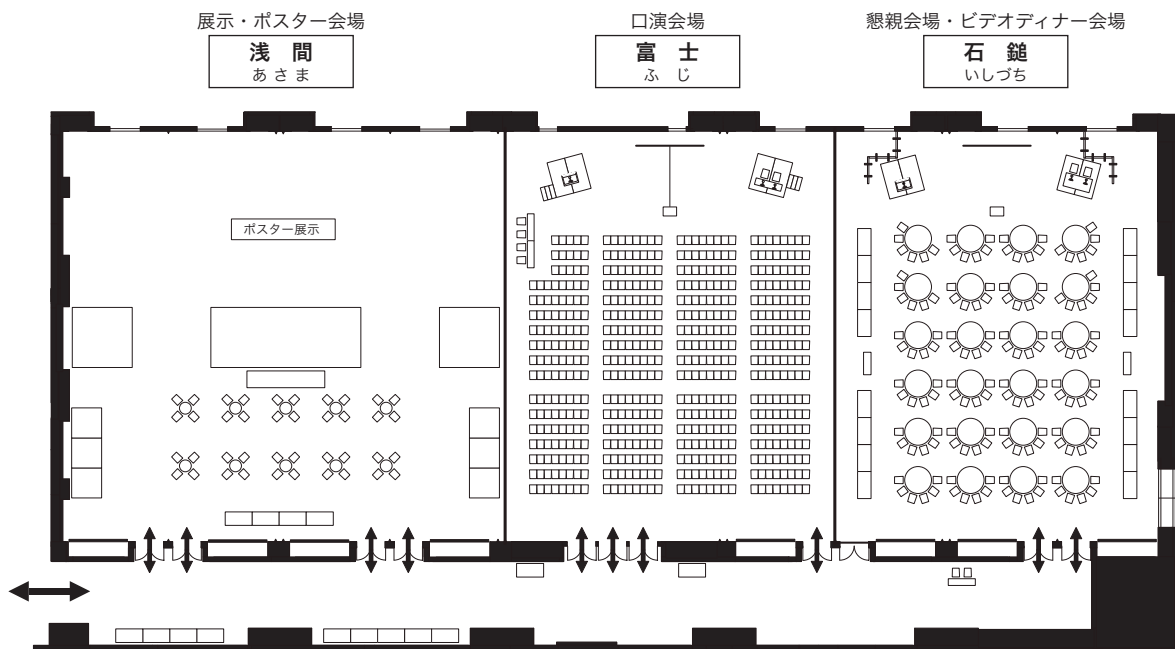 展示・ポスター会場
浅 間
あ さ ま
口演会場
富 士
ふ じ
懇親会場・ビデオディナー会場
石 鎚
いしづち
ポスター展示